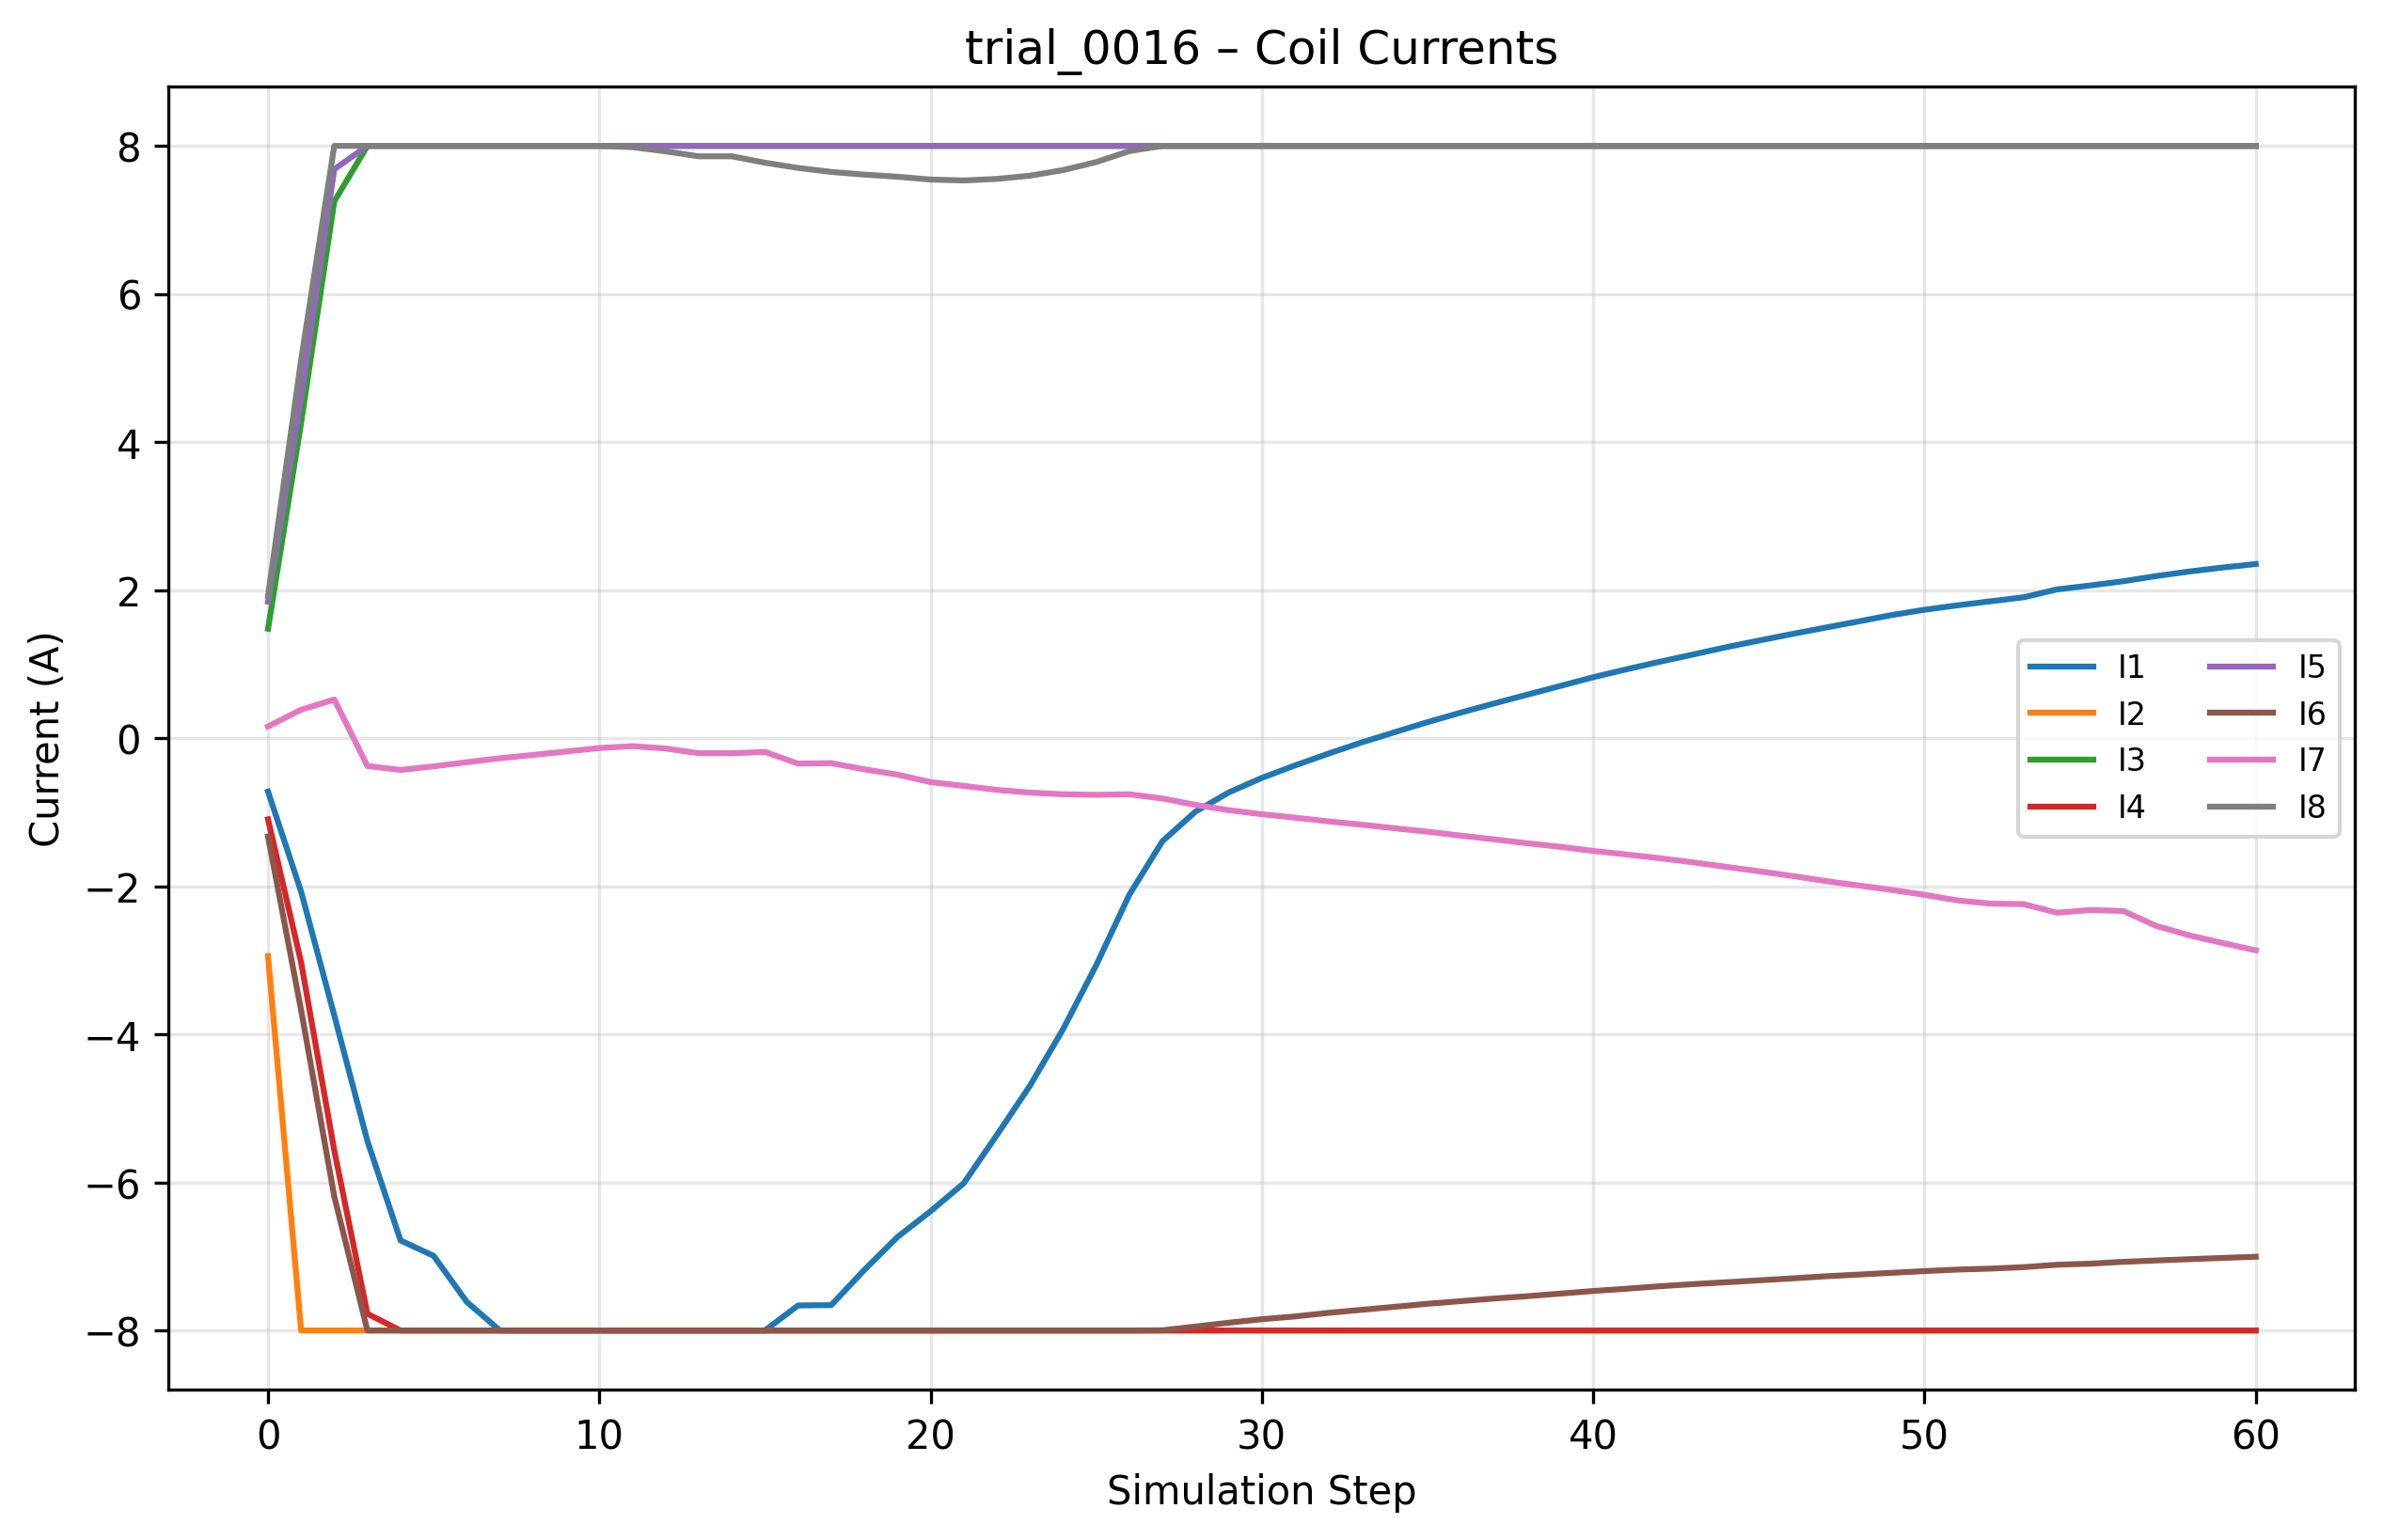 trial_0016 – Coil Currents
Current (A)
8
6
4
2
0
−2
−4
−6
−8
I1
I2
I3
I4
I5
I6
I7
I8
0
10
20
30
40
50
60
Simulation Step